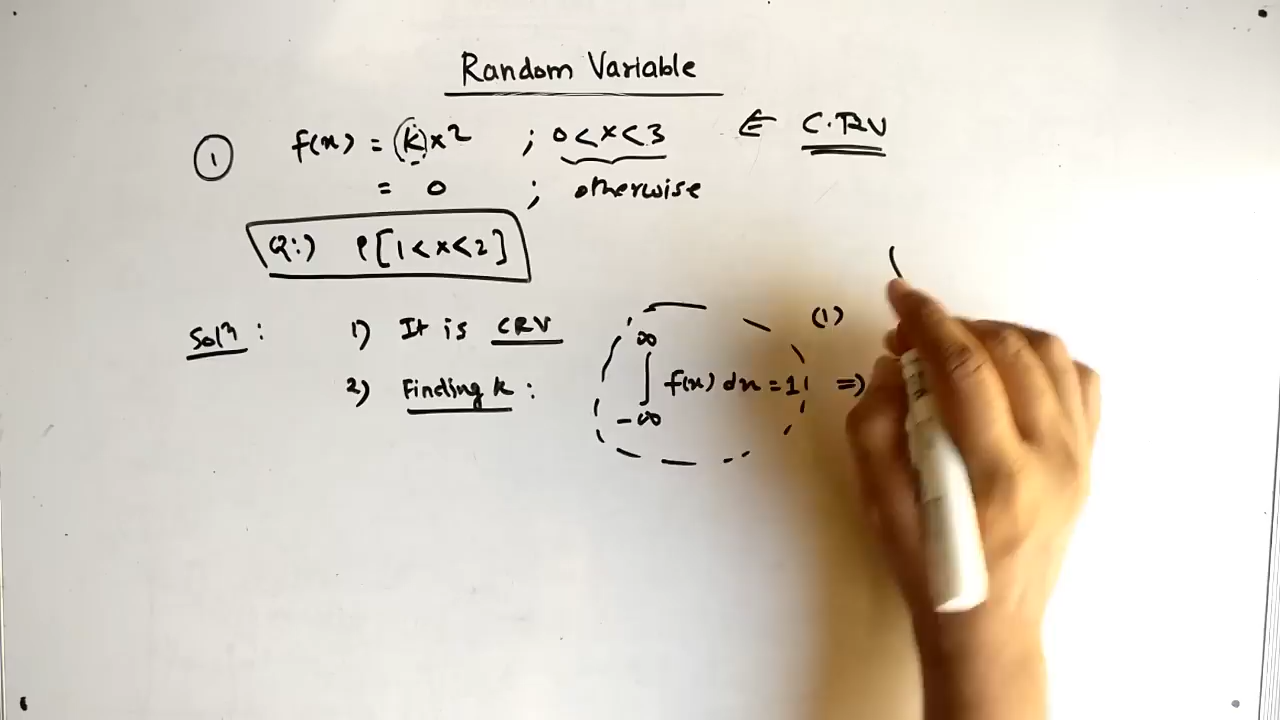 Random Variable
① f(x) = kx² ; 0 < x < 3 ⇐ C.RV
= 0 ; otherwise
Q:) P[1 < x < 2]
Solⁿ : 1) It is CRV
(1)
2) Finding k : ∫_{-∞}^{∞} f(x) dx = 1 ⇒